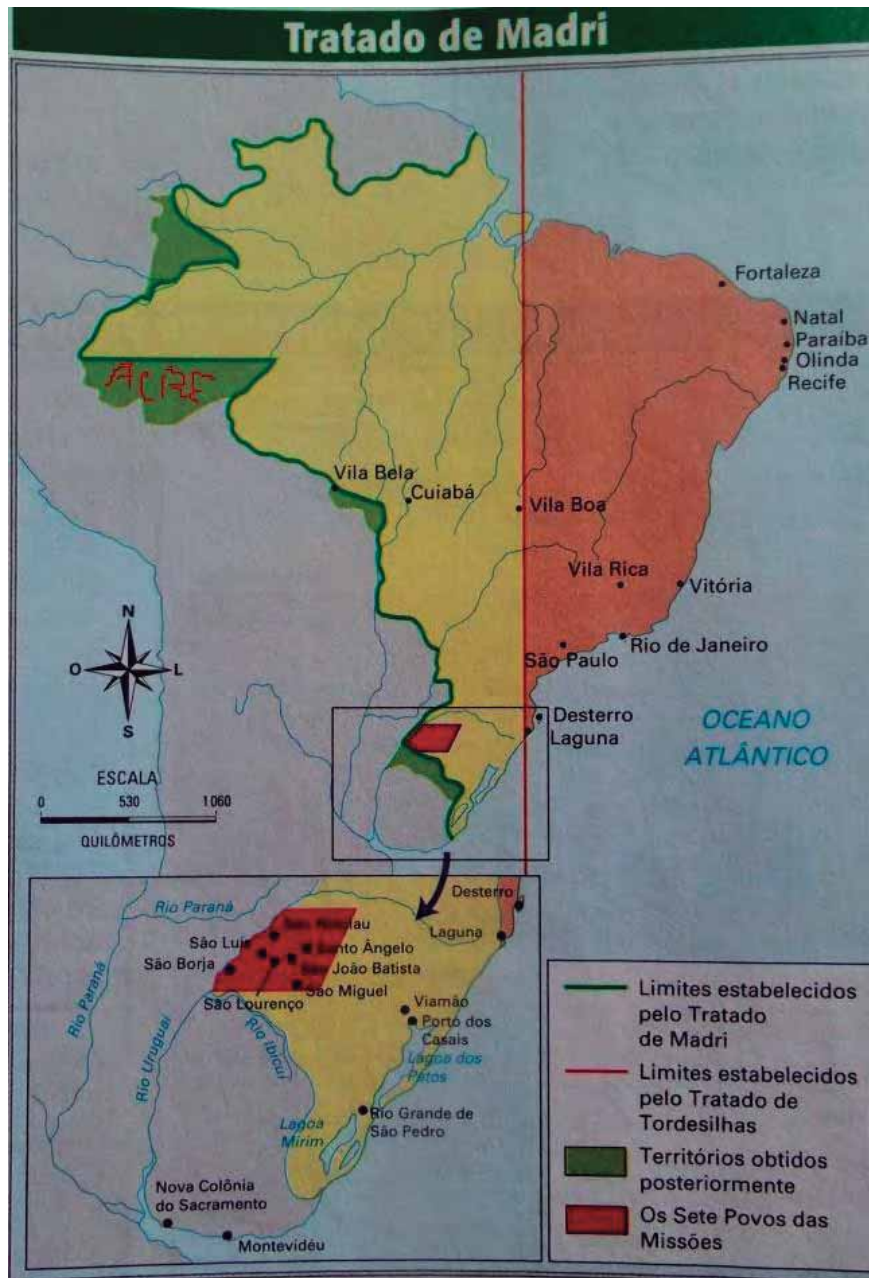 Tratado de Madri
Fortaleza
Natal
Paraíba
Olinda
Recife
ACRE
Vila Bela
Cuiabá
Vila Boa
Vila Rica
Vitória
Rio de Janeiro
São Paulo
Desterro
Laguna
OCEANO
ATLÂNTICO
N
O
L
S
ESCALA
0 530 1060
QUILÔMETROS
Desterro
Rio Paraná
Laguna
São Luís
Santo Ângelo
São Borja
João Batista
São Miguel
São Lourenço
Viamão
Porto dos
Casais
Rio Paraná
Rio Uruguai
Rio Ibicuí
Lagoa dos
Patos
Lagoa
Mirim
Rio Grande de
São Pedro
Nova Colônia
do Sacramento
Montevidéu
Limites estabelecidos
pelo Tratado
de Madri
Limites estabelecidos
pelo Tratado de
Tordesilhas
Territórios obtidos
posteriormente
Os Sete Povos das
Missões